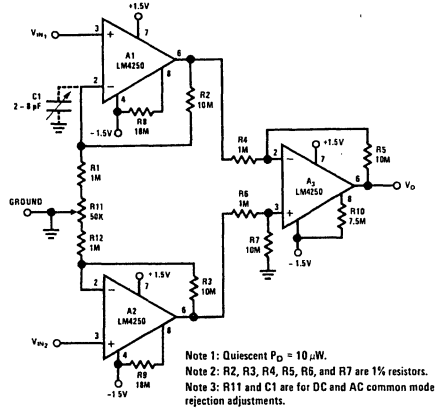 +1.5V
VIN1
3
+
7
A1
LM4250
6
2
−
8
4
C1
2 – 8 pF
R8
18M
−1.5V
R2
10M
R1
1M
GROUND
R11
50K
R12
1M
R4
1M
+1.5V
R5
10M
2
−
7
A3
LM4250
6
VO
R6
1M
3
+
8
4
R10
7.5M
R7
10M
−1.5V
R3
10M
+1.5V
2
−
7
A2
LM4250
6
VIN2
3
+
8
4
R9
18M
−1.5V
Note 1: Quiescent PD = 10 μW.
Note 2: R2, R3, R4, R5, R6, and R7 are 1% resistors.
Note 3: R11 and C1 are for DC and AC common mode
rejection adjustments.